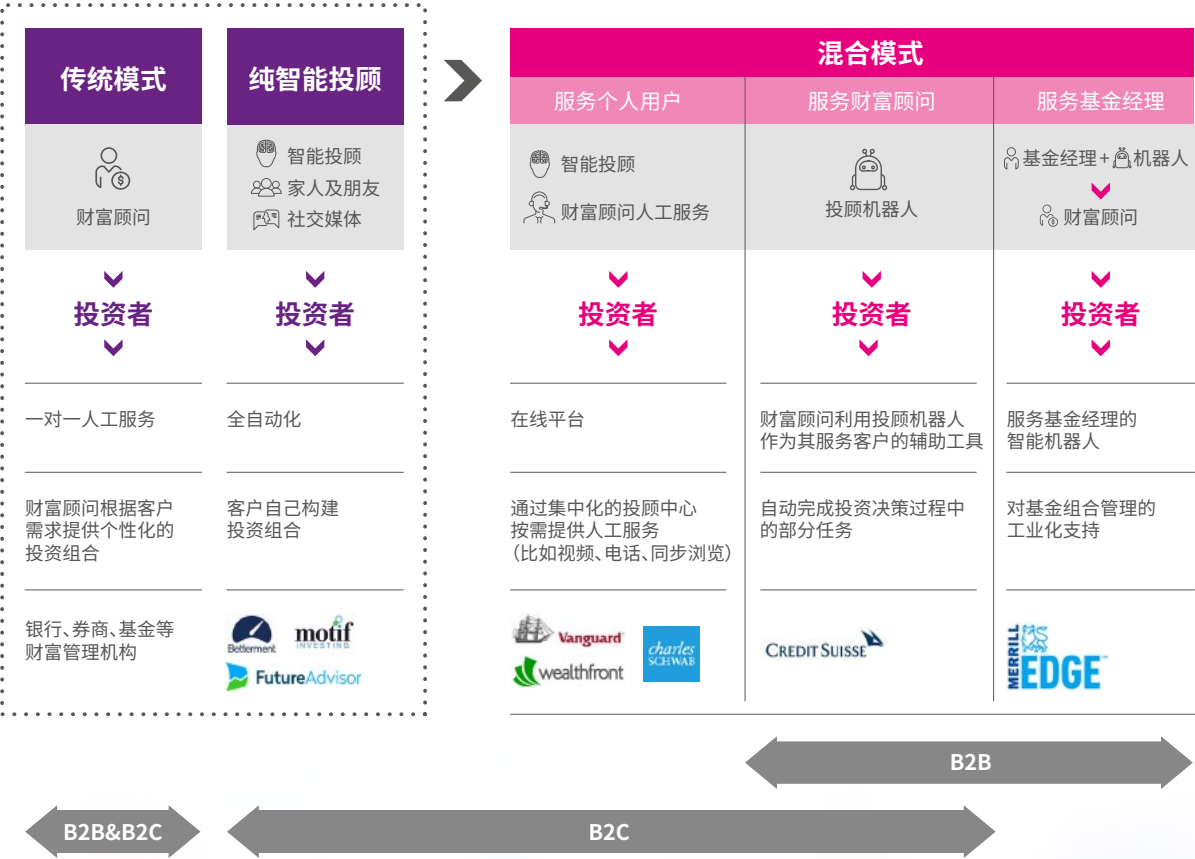 传统模式
财富顾问
投资者
一对一人工服务
财富顾问根据客户
需求提供个性化的
投资组合
银行、券商、基金等
财富管理机构
纯智能投顾
智能投顾
家人及朋友
社交媒体
投资者
全自动化
客户自己构建
投资组合
Betterment
motif
INVESTING
FutureAdvisor
混合模式
服务个人用户
智能投顾
财富顾问人工服务
投资者
在线平台
通过集中化的投顾中心
按需提供人工服务
（比如视频、电话、同步浏览）
Vanguard
charles
SCHWAB
wealthfront
服务财富顾问
投顾机器人
投资者
财富顾问利用投顾机器人
作为其服务客户的辅助工具
自动完成投资决策过程中
的部分任务
CREDIT SUISSE
服务基金经理
基金经理+机器人
财富顾问
投资者
服务基金经理的
智能机器人
对基金组合管理的
工业化支持
MERRILL
EDGE
B2B
B2B&B2C
B2C